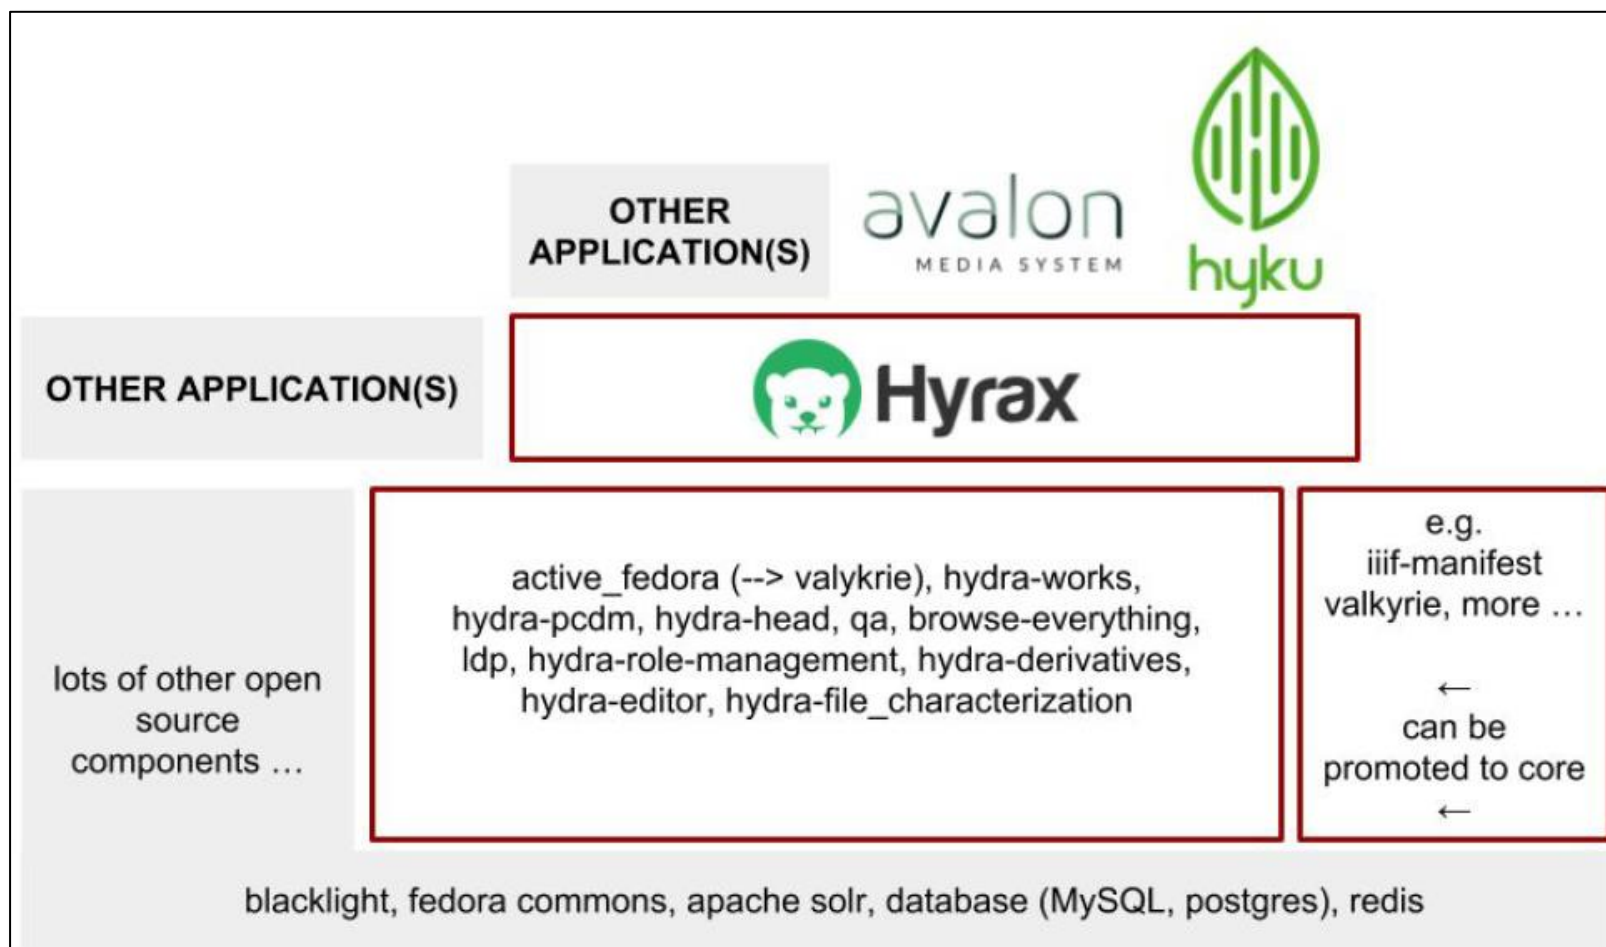 OTHER
APPLICATION(S)
avalon
MEDIA SYSTEM
hyku
OTHER APPLICATION(S)
Hyrax
lots of other open
source
components …
active_fedora (--> valykrie), hydra-works,
hydra-pcdm, hydra-head, qa, browse-everything,
ldp, hydra-role-management, hydra-derivatives,
hydra-editor, hydra-file_characterization
e.g.
iiif-manifest
valkyrie, more …
←
can be
promoted to core
←
blacklight, fedora commons, apache solr, database (MySQL, postgres), redis